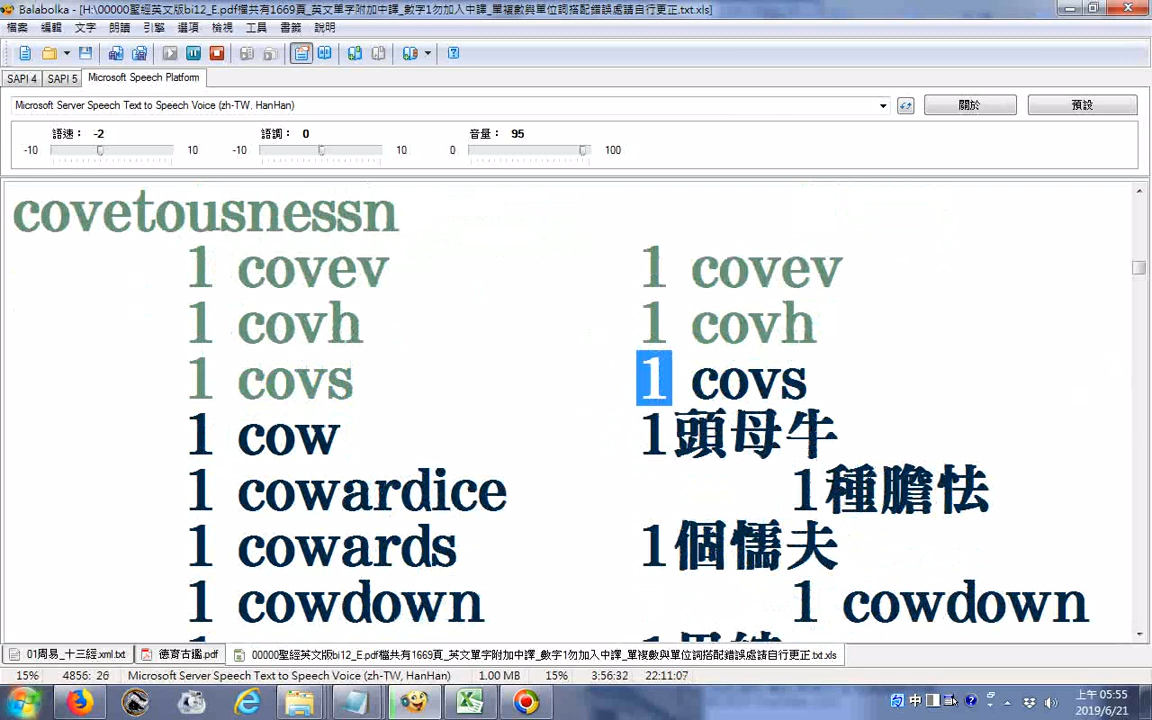 Balabolka - [H:\00000聖經英文版bi12_E.pdf檔共有1669頁_英文單字附加中譯_數字1勿加入中譯_單複數與單位詞搭配錯誤處請自行更正.txt.xls]
檔案 編輯 文字 朗讀 引擎 選項 檢視 工具 書籤 說明
SAPI 4 SAPI 5 Microsoft Speech Platform
Microsoft Server Speech Text to Speech Voice (zh-TW, HanHan) 關於 預設
語速： -2 語調： 0 音量： 95
-10 10 -10 10 0 100
covetousnessn
1 covev 1 covev
1 covh 1 covh
1 covs 1 covs
1 cow 1頭母牛
1 cowardice 1種膽怯
1 cowards 1個懦夫
1 cowdown 1 cowdown
01周易_十三經.xml.txt 德育古鑑.pdf 00000聖經英文版bi12_E.pdf檔共有1669頁_英文單字附加中譯_數字1勿加入中譯_單複數與單位詞搭配錯誤處請自行更正.txt.xls
15% 4856: 26 Microsoft Server Speech Text to Speech Voice (zh-TW, HanHan) 1.00 MB 15% 3:56:32 22:11:07
中 上午 05:55
2019/6/21